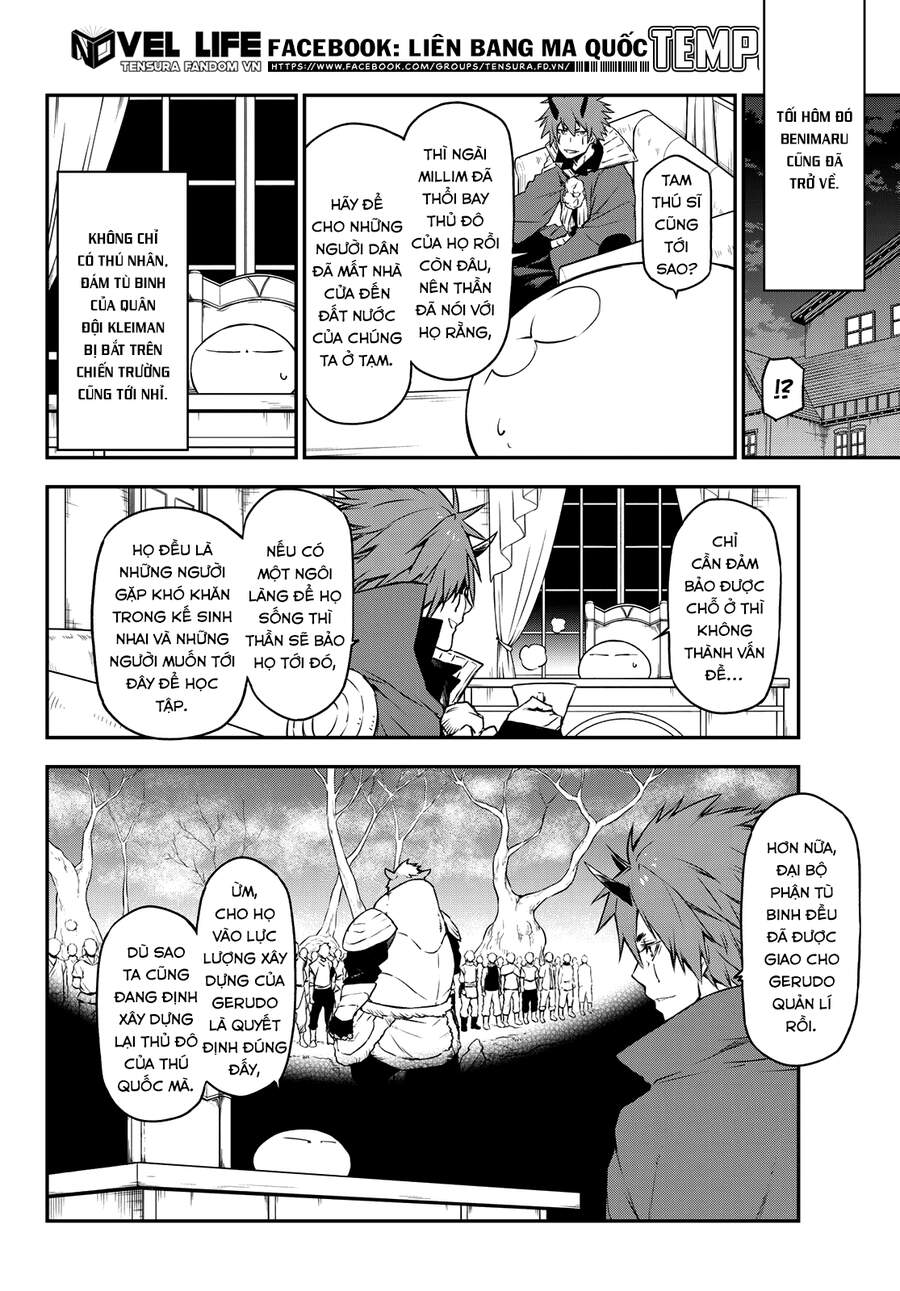 NOVEL LIFE
TENSURA FANDOM VN
FACEBOOK: LIÊN BANG MA QUỐC TEMP
HTTPS://WWW.FACEBOOK.COM/GROUPS/TENSURA.FD.VN/
TỐI HÔM ĐÓ
BENIMARU
CŨNG ĐÃ
TRỞ VỀ.
!?
TAM
THÚ SĨ
CŨNG
TỚI
SAO?
THÌ NGÀI
MILLIM ĐÃ
THỔI BAY
THỦ ĐÔ
CỦA HỌ RỒI
CÒN ĐÂU,
NÊN THẦN
ĐÃ NÓI VỚI
HỌ RẰNG,
HÃY ĐỂ
CHO NHỮNG
NGƯỜI DÂN
ĐÃ MẤT NHÀ
CỬA ĐẾN
ĐẤT NƯỚC
CỦA CHÚNG
TA Ở TẠM.
KHÔNG CHỈ
CÓ THÚ NHÂN,
ĐÁM TÙ BINH
CỦA QUÂN
ĐỘI KLEIMAN
BỊ BẮT TRÊN
CHIẾN TRƯỜNG
CŨNG TỚI NHỈ.
CHỈ
CẦN ĐẢM
BẢO ĐƯỢC
CHỖ Ở THÌ
KHÔNG
THÀNH VẤN
ĐỀ...
NẾU CÓ
MỘT NGÔI
LÀNG ĐỂ HỌ
SỐNG THÌ
THẦN SẼ BẢO
HỌ TỚI ĐÓ,
HỌ ĐỀU LÀ
NHỮNG NGƯỜI
GẶP KHÓ KHĂN
TRONG KẾ SINH
NHAI VÀ NHỮNG
NGƯỜI MUỐN TỚI
ĐÂY ĐỂ HỌC
TẬP.
HƠN NỮA,
ĐẠI BỘ
PHẬN TÙ
BINH ĐỀU
ĐÃ ĐƯỢC
GIAO CHO
GERUDO
QUẢN LÍ
RỒI.
ỪM,
CHO HỌ
VÀO LỰC
LƯỢNG XÂY
DỰNG CỦA
GERUDO
LÀ QUYẾT
ĐỊNH ĐÚNG
ĐẤY,
DÙ SAO
TA CŨNG
ĐANG ĐỊNH
XÂY DỰNG
LẠI THỦ ĐÔ
CỦA THÚ
QUỐC MÀ.